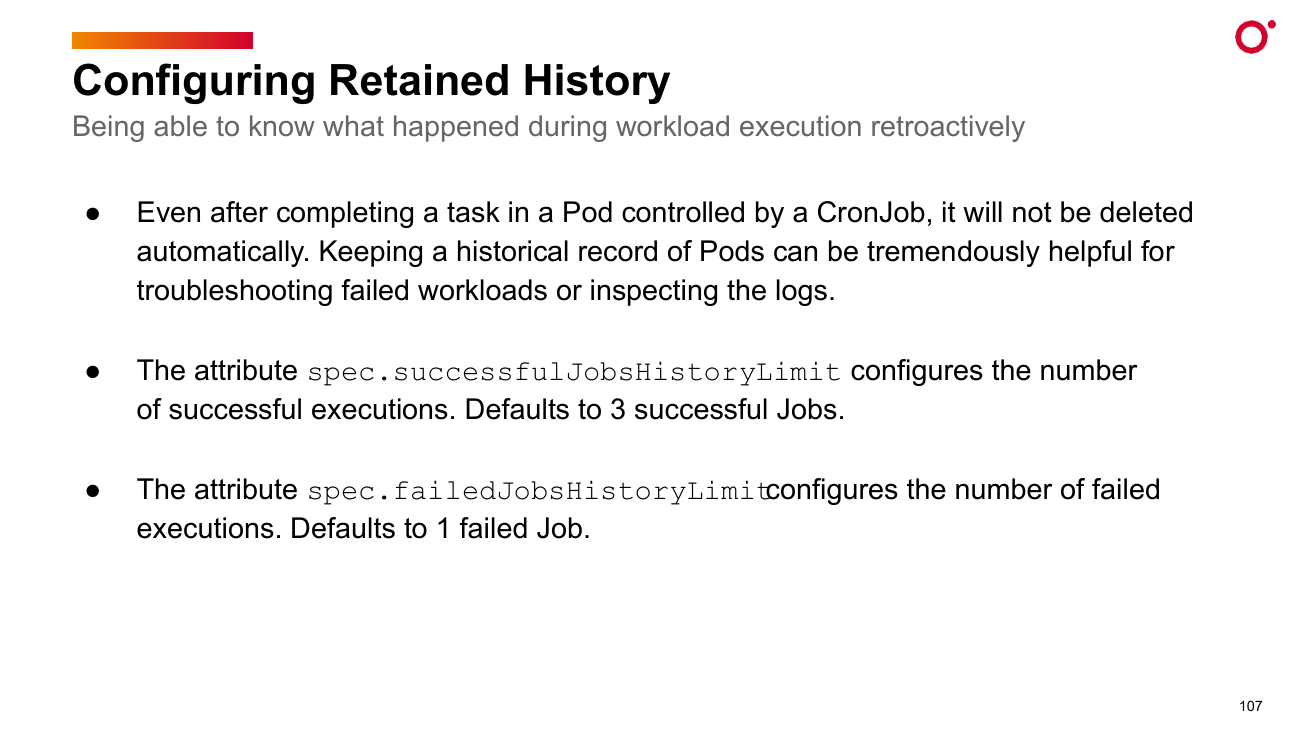 Configuring Retained History
Being able to know what happened during workload execution retroactively
● Even after completing a task in a Pod controlled by a CronJob, it will not be deleted
automatically. Keeping a historical record of Pods can be tremendously helpful for
troubleshooting failed workloads or inspecting the logs.
● The attribute spec.successfulJobsHistoryLimit configures the number
of successful executions. Defaults to 3 successful Jobs.
● The attribute spec.failedJobsHistoryLimit configures the number of failed
executions. Defaults to 1 failed Job.
107